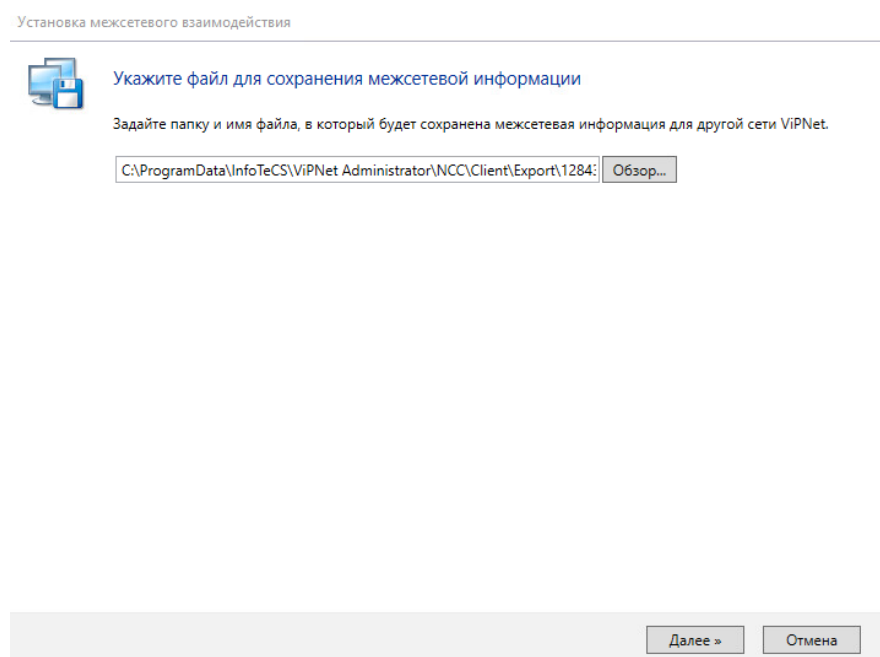 Установка межсетевого взаимодействия
Укажите файл для сохранения межсетевой информации
Задайте папку и имя файла, в который будет сохранена межсетевая информация для другой сети ViPNet.
C:\ProgramData\InfoTeCS\ViPNet Administrator\NCC\Client\Export\1284
Обзор...
Далее »
Отмена